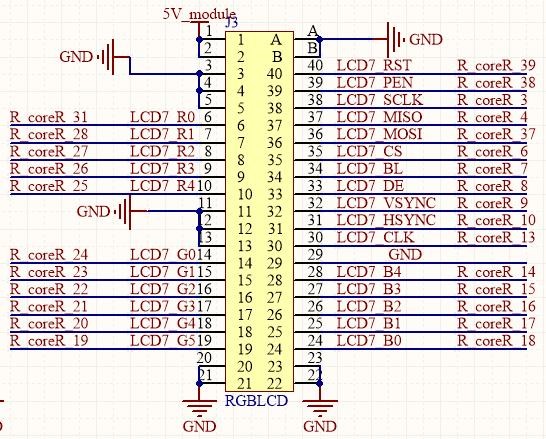 5V_module
J3
1 1 A A
GND
2 2 B B
GND
3 3 40 40 LCD7_RST R_coreR_39
4 4 39 39 LCD7_PEN R_coreR_38
5 5 38 38 LCD7_SCLK R_coreR_3
R_coreR_31 LCD7_R0 6 6 37 37 LCD7_MISO R_coreR_4
R_coreR_28 LCD7_R1 7 7 36 36 LCD7_MOSI R_coreR_37
R_coreR_27 LCD7_R2 8 8 35 35 LCD7_CS R_coreR_6
R_coreR_26 LCD7_R3 9 9 34 34 LCD7_BL R_coreR_7
R_coreR_25 LCD7_R4 10 10 33 33 LCD7_DE R_coreR_8
GND 11 11 32 32 LCD7_VSYNC R_coreR_9
12 12 31 31 LCD7_HSYNC R_coreR_10
13 13 30 30 LCD7_CLK R_coreR_13
R_coreR_24 LCD7_G0 14 14 29 29 GND
R_coreR_23 LCD7_G1 15 15 28 28 LCD7_B4 R_coreR_14
R_coreR_22 LCD7_G2 16 16 27 27 LCD7_B3 R_coreR_15
R_coreR_21 LCD7_G3 17 17 26 26 LCD7_B2 R_coreR_16
R_coreR_20 LCD7_G4 18 18 25 25 LCD7_B1 R_coreR_17
R_coreR_19 LCD7_G5 19 19 24 24 LCD7_B0 R_coreR_18
20 20 23 23
21 21 22 22
RGBLCD
GND GND